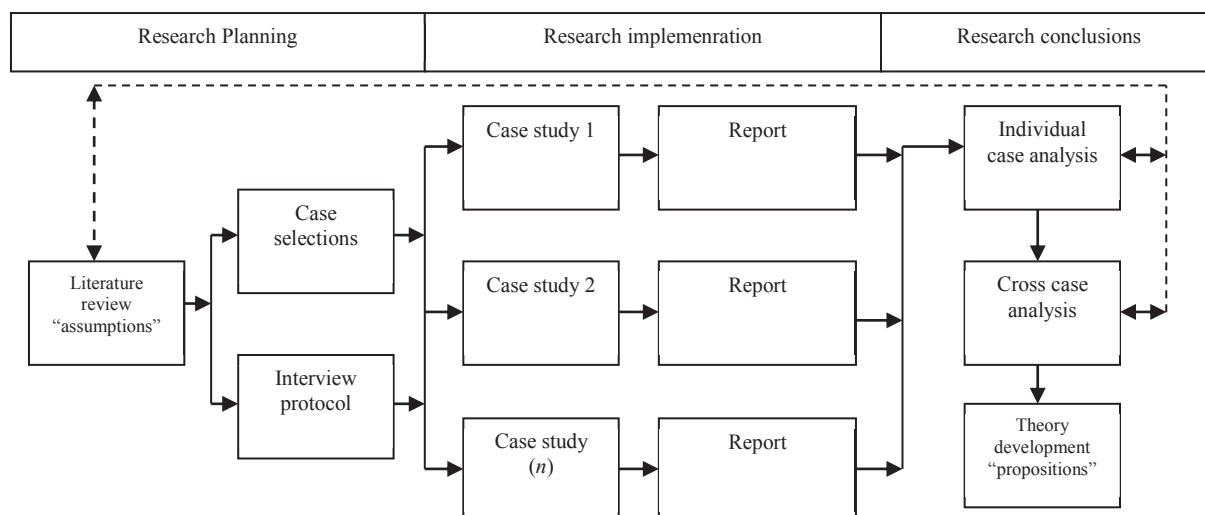 Research Planning
Research implemenration
Research conclusions
Literature
review
“assumptions”
Case
selections
Interview
protocol
Case study 1
Report
Case study 2
Report
Case study
(n)
Report
Individual
case analysis
Cross case
analysis
Theory
development
“propositions”